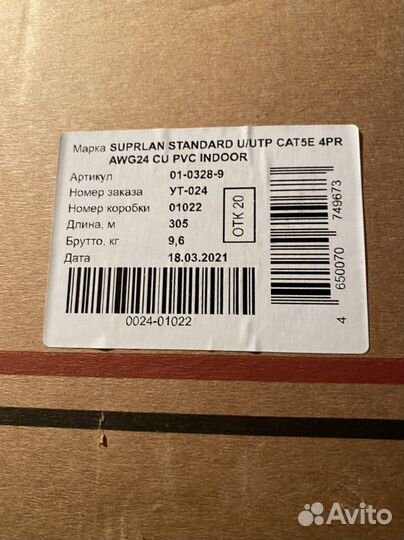 Марка SUPRLAN STANDARD U/UTP CAT5E 4PR
AWG24 CU PVC INDOOR
Артикул 01-0328-9
Номер заказа УТ-024
Номер коробки 01022
Длина, м 305
Брутто, кг 9,6
Дата 18.03.2021
ОТК 20
0024-01022
4 650070 749673
Avito